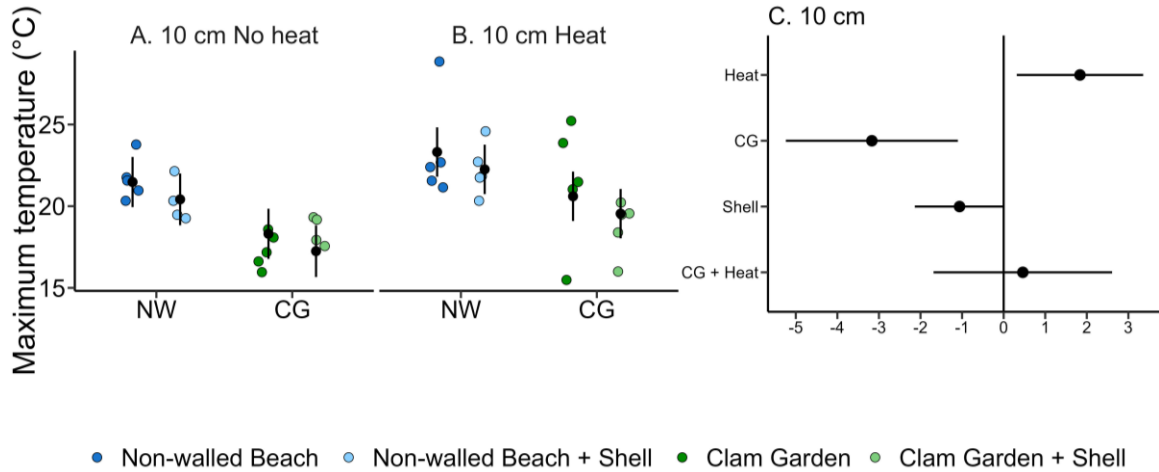 A. 10 cm No heat
B. 10 cm Heat
C. 10 cm
Maximum temperature (°C)
25
20
15
NW
CG
NW
CG
Heat
CG
Shell
CG + Heat
-5 -4 -3 -2 -1 0 1 2 3
Non-walled Beach Non-walled Beach + Shell Clam Garden Clam Garden + Shell